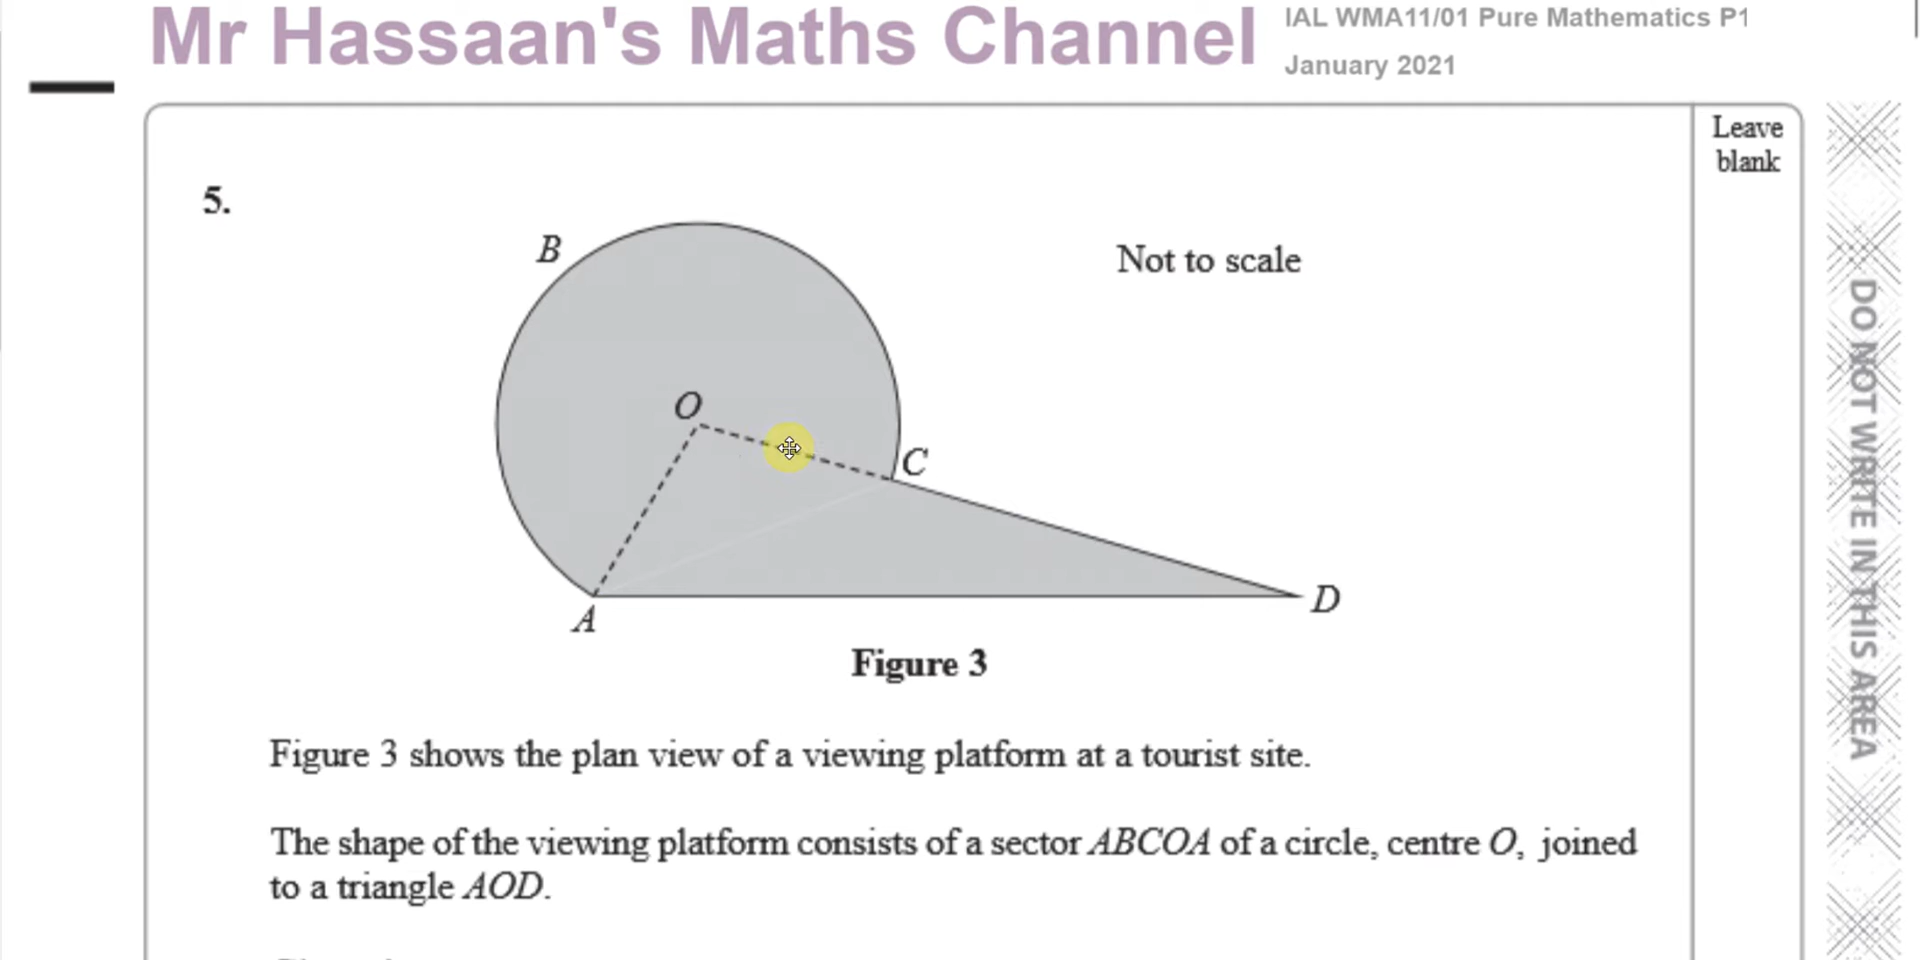 Mr Hassaan's Maths Channel
IAL WMA11/01 Pure Mathematics P1
January 2021
Leave
blank
5.
B
Not to scale
O
C
D
A
Figure 3
Figure 3 shows the plan view of a viewing platform at a tourist site.
The shape of the viewing platform consists of a sector ABCOA of a circle, centre O, joined
to a triangle AOD.
DO NOT WRITE IN THIS AREA